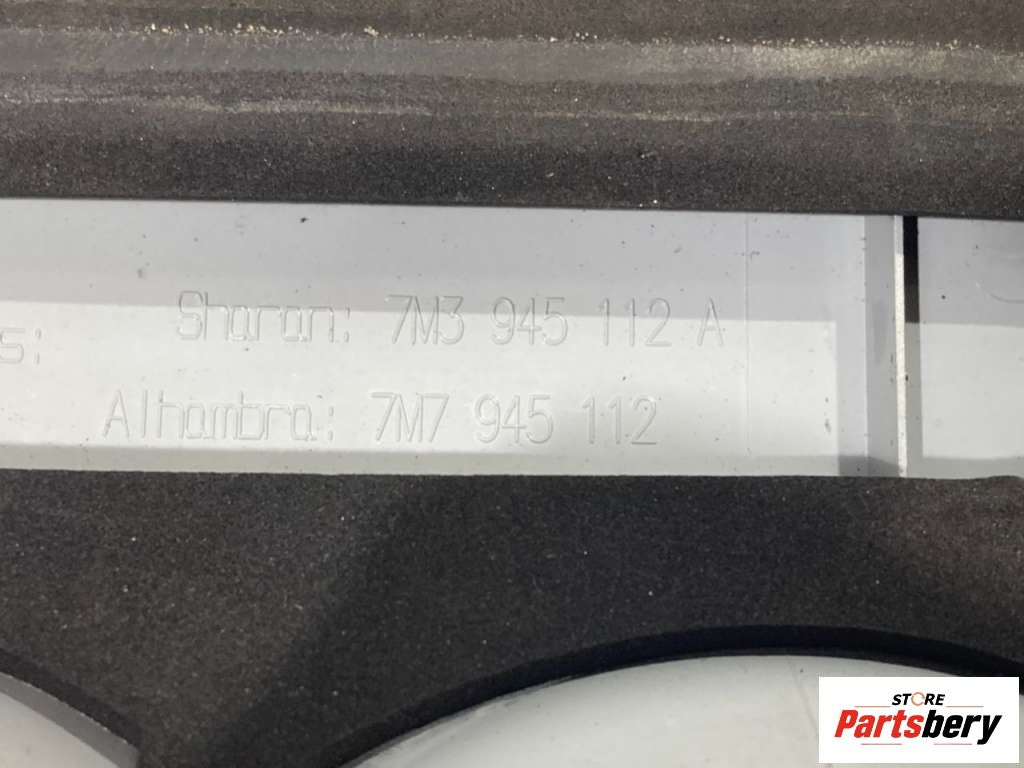 Sharan: 7M3 945 112 A
s:
Alhambra: 7M7 945 112
STORE
Partsbery